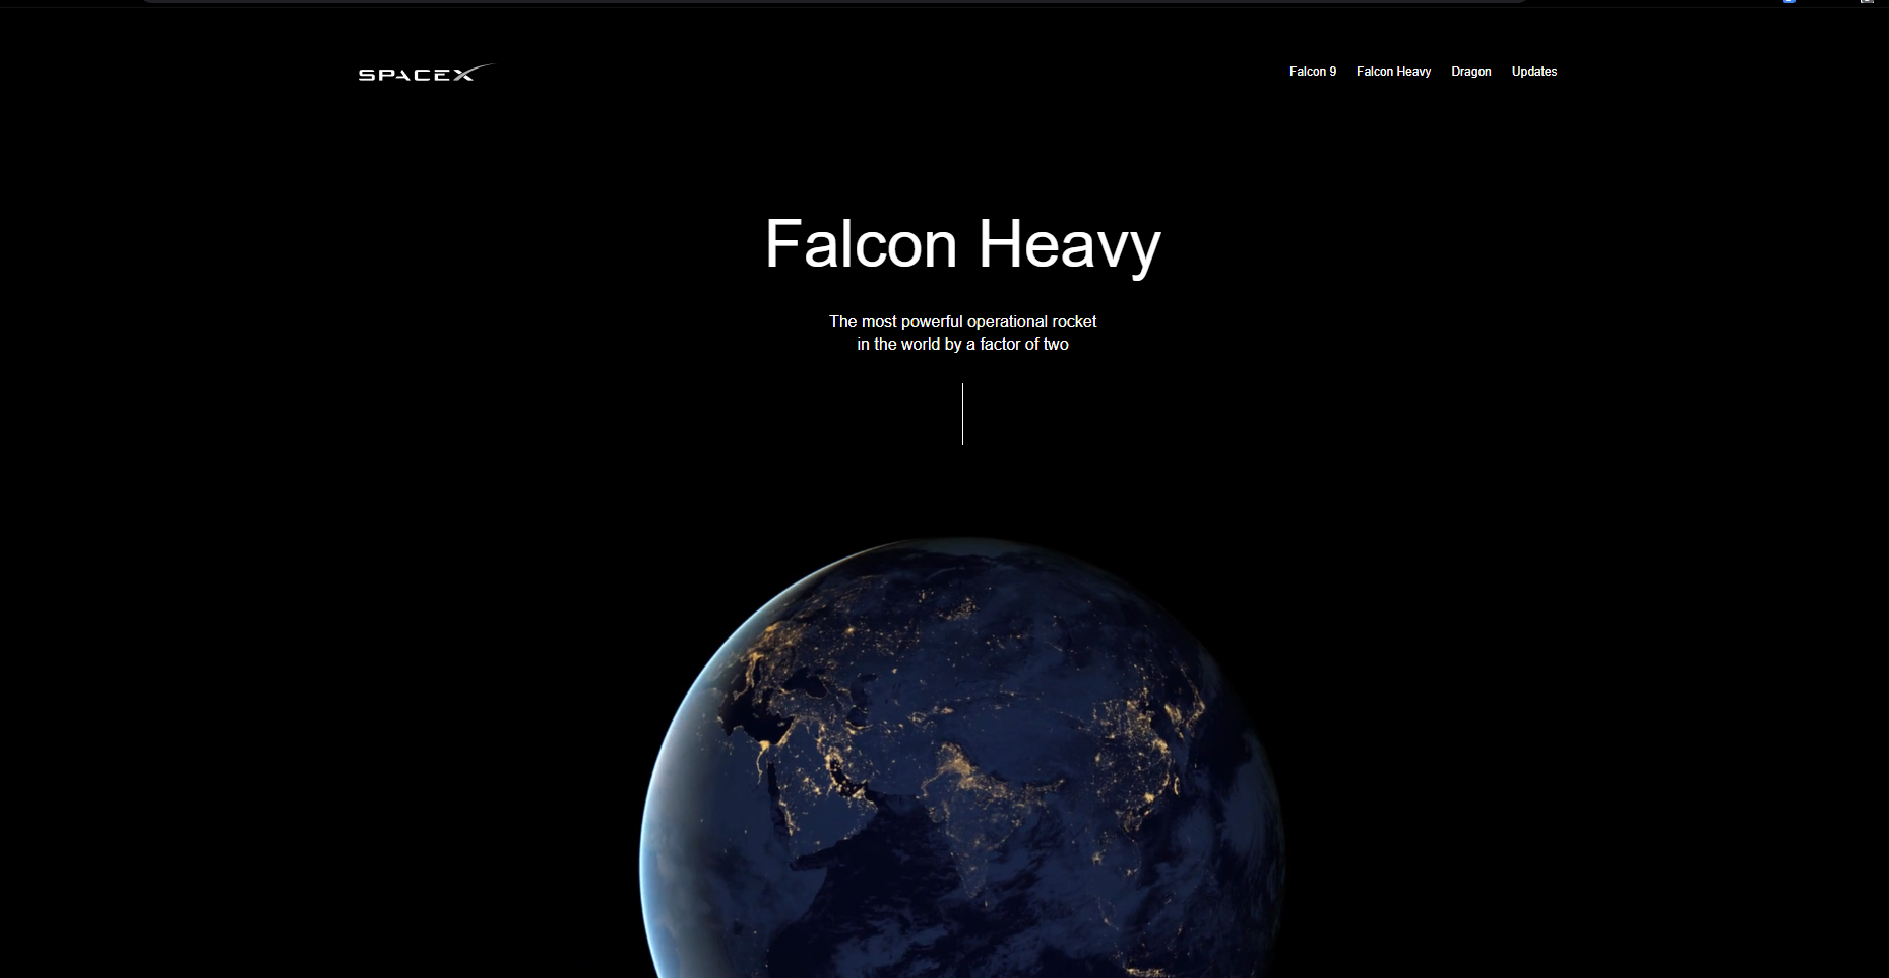 SPACEX
Falcon 9 Falcon Heavy Dragon Updates
Falcon Heavy
The most powerful operational rocket
in the world by a factor of two